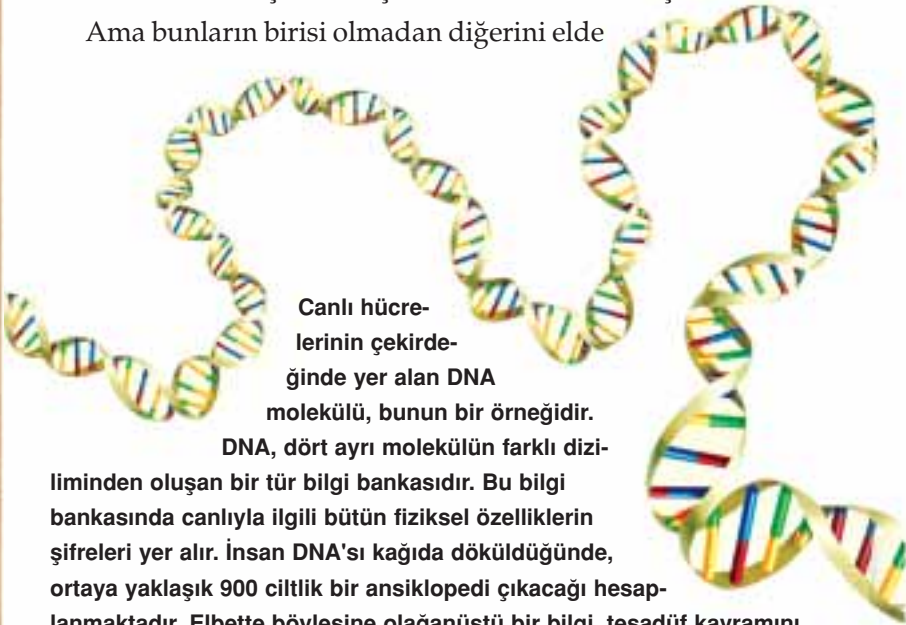 Ama bunların birisi olmadan diğerini elde
Canlı hücre-
lerinin çekirde-
ğinde yer alan DNA
molekülü, bunun bir örneğidir.
DNA, dört ayrı molekülün farklı dizi-
liminden oluşan bir tür bilgi bankasıdır. Bu bilgi
bankasında canlıyla ilgili bütün fiziksel özelliklerin
şifreleri yer alır. İnsan DNA'sı kağıda döküldüğünde,
ortaya yaklaşık 900 ciltlik bir ansiklopedi çıkacağı hesap-
lanmaktadır. Elbette böylesine olağanüstü bir bilgi, tesadüf kavramını